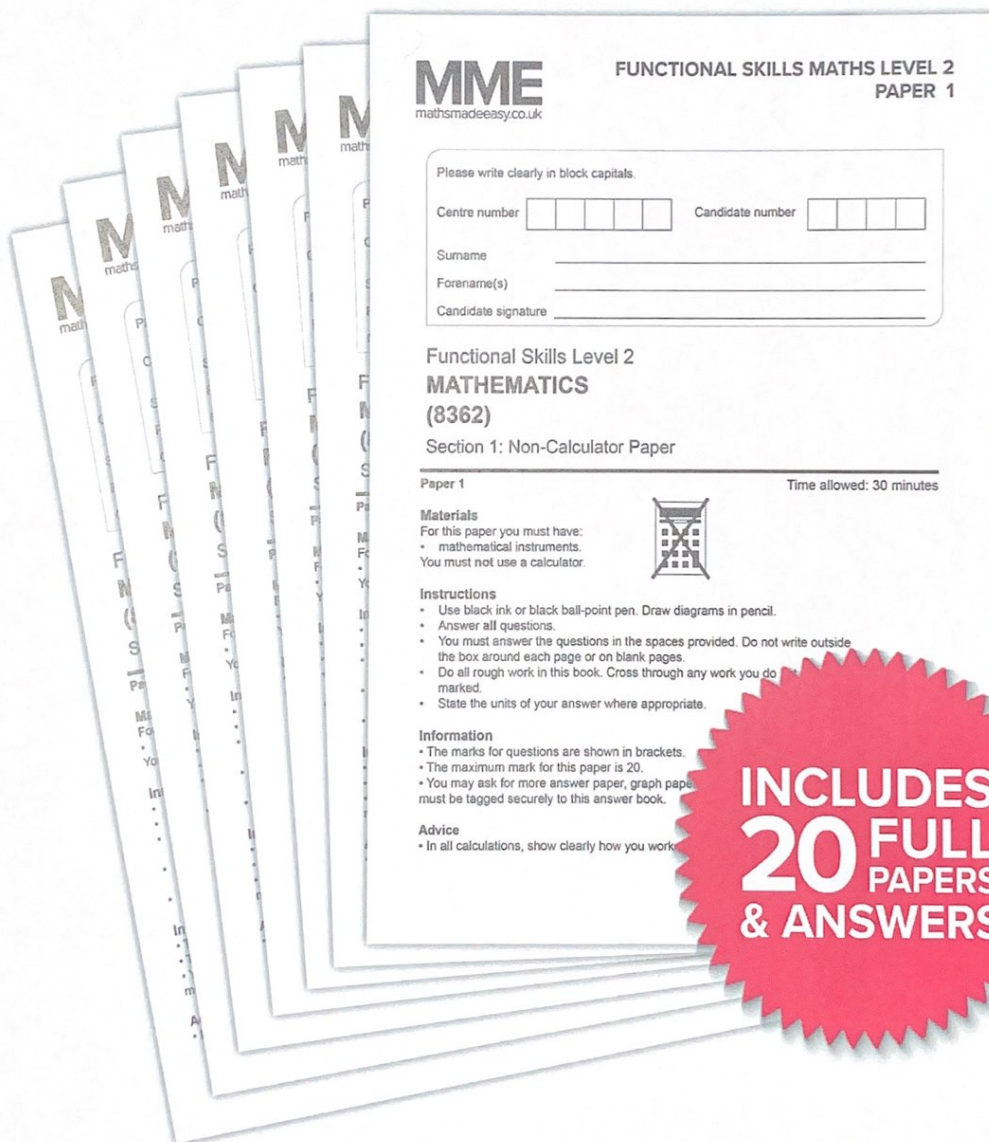 MME
mathsmadeeasy.co.uk
FUNCTIONAL SKILLS MATHS LEVEL 2
PAPER 1
Please write clearly in block capitals.
Centre number
Candidate number
Surname
Forename(s)
Candidate signature
Functional Skills Level 2
MATHEMATICS
(8362)
Section 1: Non-Calculator Paper
Paper 1
Time allowed: 30 minutes
Materials
For this paper you must have:
• mathematical instruments.
You must not use a calculator.
Instructions
• Use black ink or black ball-point pen. Draw diagrams in pencil.
• Answer all questions.
• You must answer the questions in the spaces provided. Do not write outside
the box around each page or on blank pages.
• Do all rough work in this book. Cross through any work you do
marked.
• State the units of your answer where appropriate.
Information
• The marks for questions are shown in brackets.
• The maximum mark for this paper is 20.
• You may ask for more answer paper, graph pape
must be tagged securely to this answer book.
Advice
• In all calculations, show clearly how you work
INCLUDES
20 FULL
PAPERS
& ANSWERS